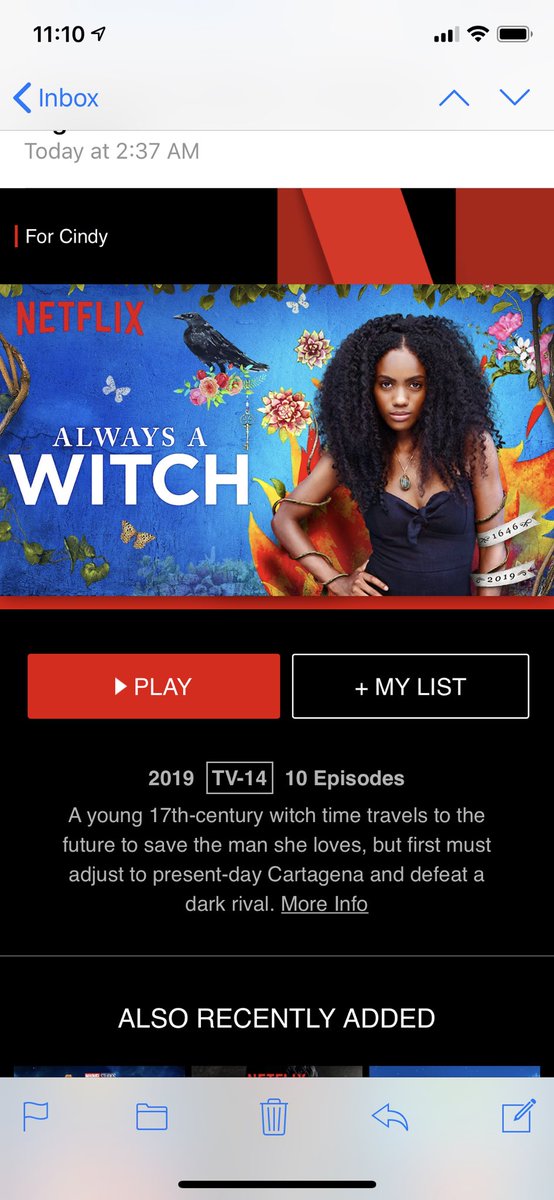 11:10
Inbox
Today at 2:37 AM
For Cindy
NETFLIX
ALWAYS A
WITCH
1646
2019
PLAY
+ MY LIST
2019 TV-14 10 Episodes
A young 17th-century witch time travels to the
future to save the man she loves, but first must
adjust to present-day Cartagena and defeat a
dark rival. More Info
ALSO RECENTLY ADDED
MARVEL STUDIOS
NETFLIX